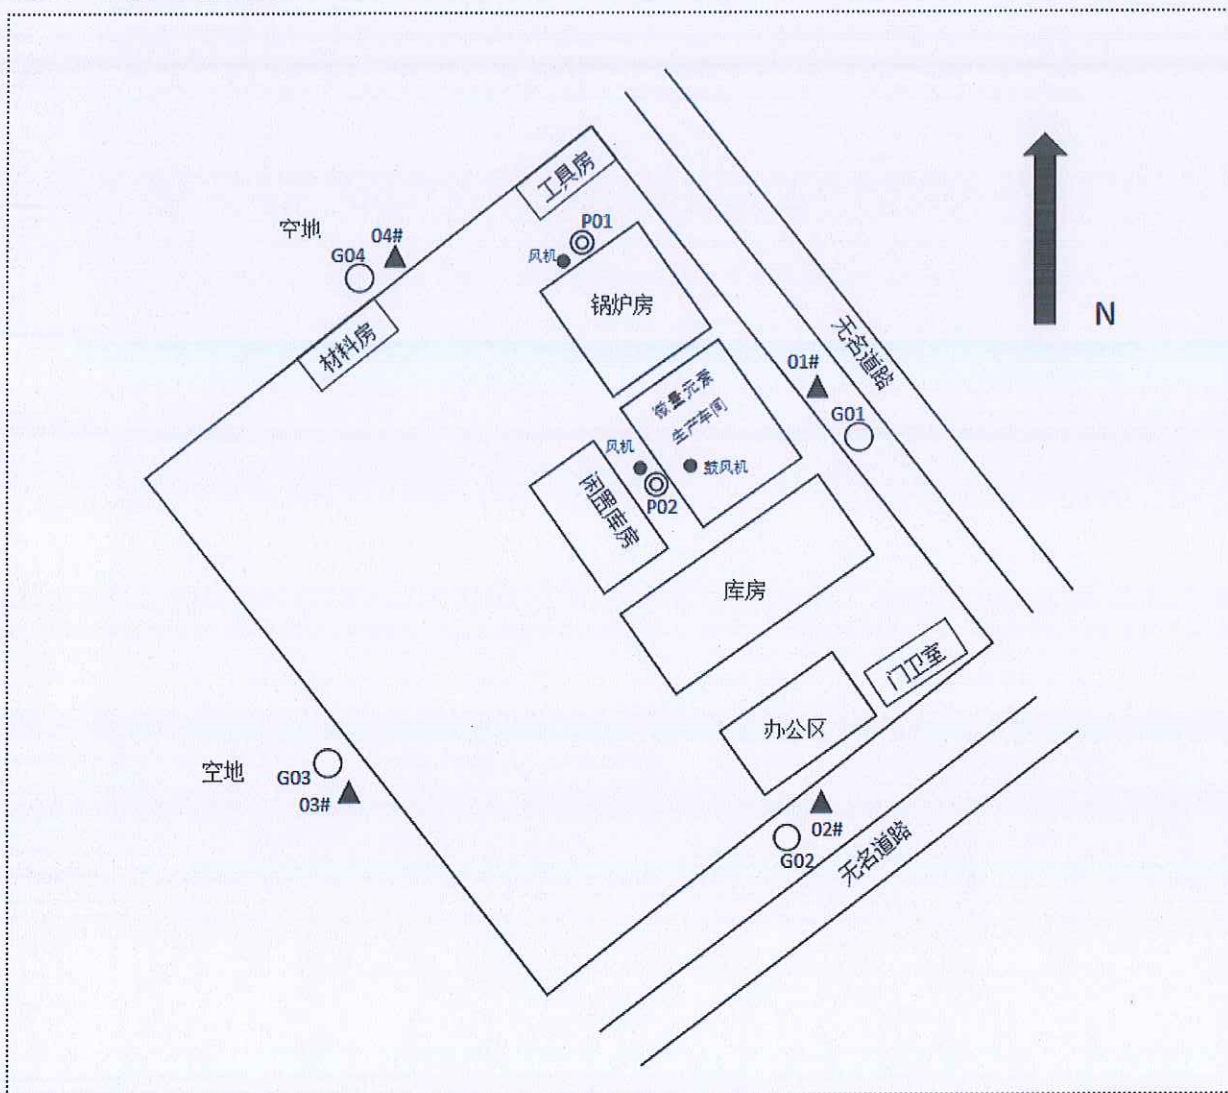 工具房
P01
空地
04#
G04
风机
锅炉房
N
材料房
无名道路
01#
G01
微量元素
生产车间
风机
鼓风机
闲置库房
P02
库房
门卫室
办公区
空地
G03
03#
02#
G02
无名道路